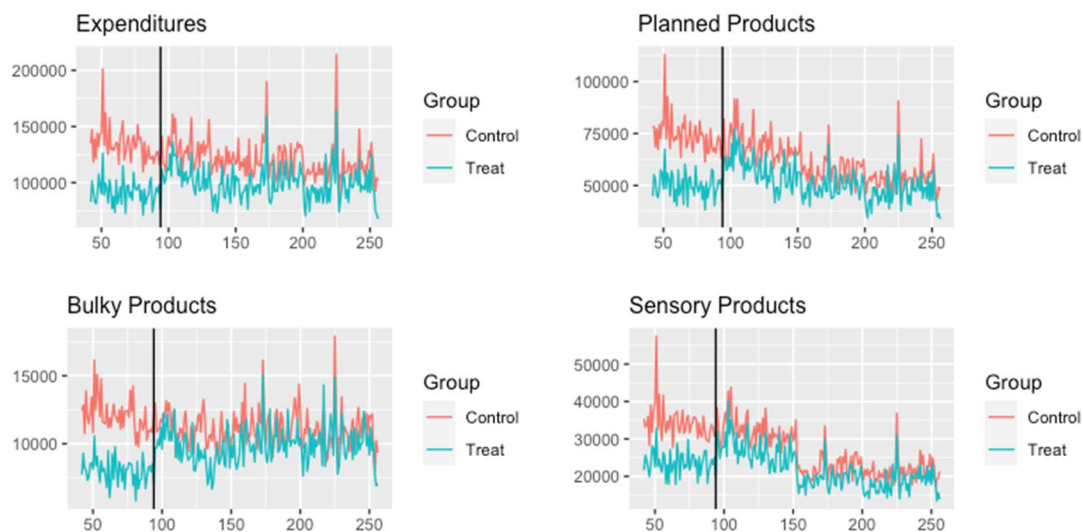 Expenditures
200000
150000
100000
50 100 150 200 250
Group
Control
Treat
Planned Products
100000
75000
50000
50 100 150 200 250
Group
Control
Treat
Bulky Products
15000
10000
50 100 150 200 250
Group
Control
Treat
Sensory Products
50000
40000
30000
20000
50 100 150 200 250
Group
Control
Treat